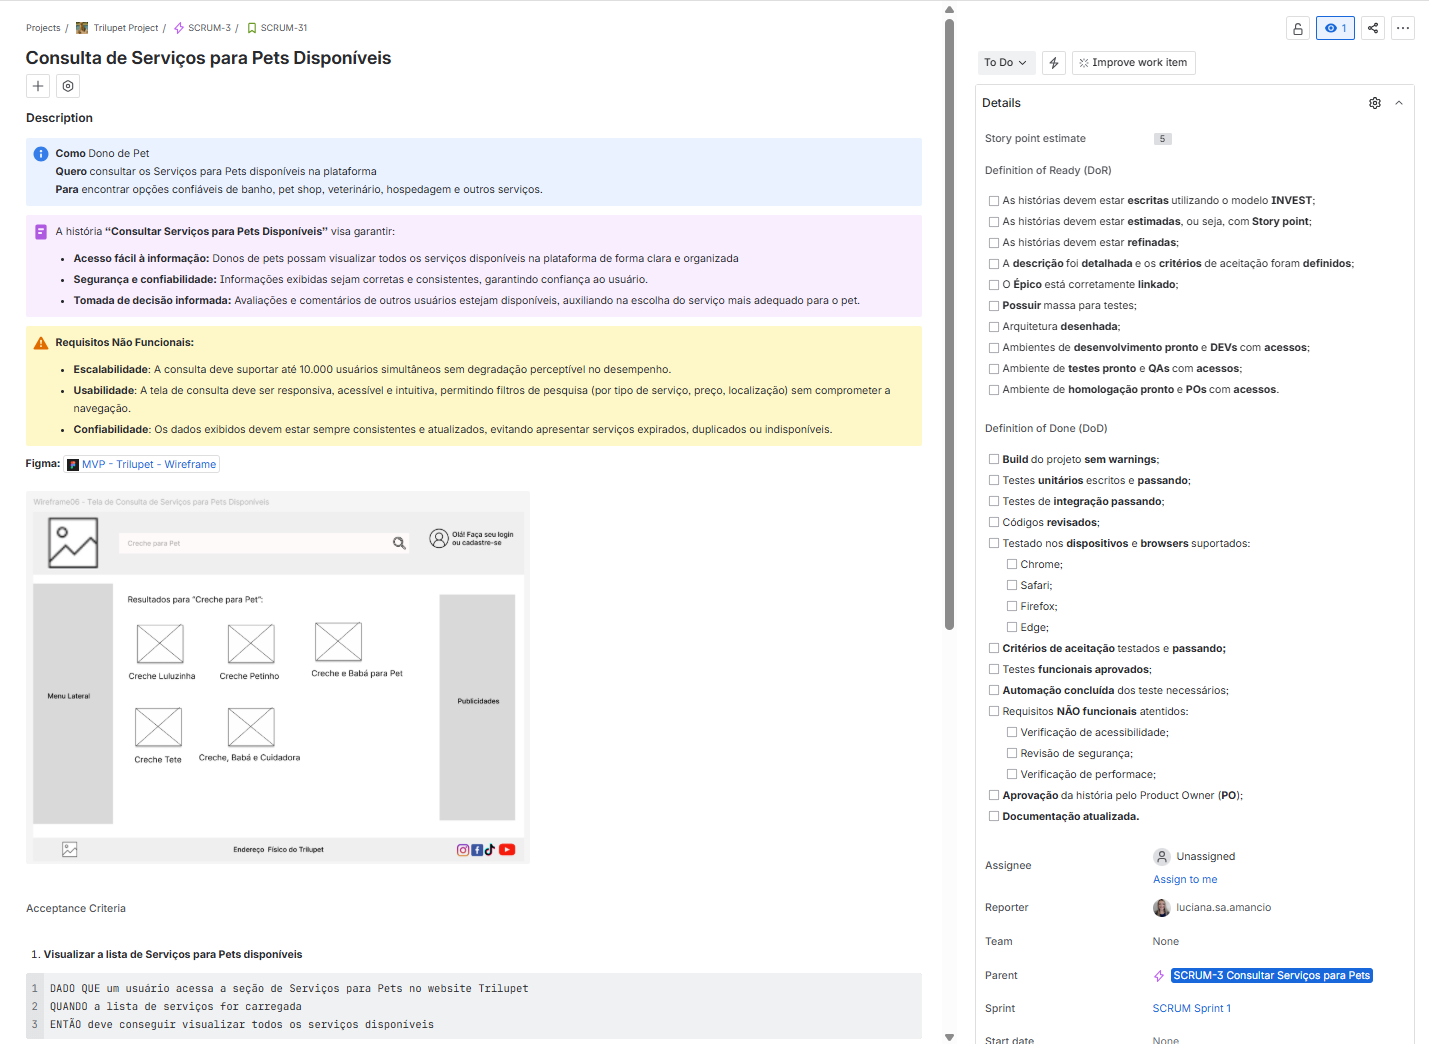 Projects / Trilupet Project / SCRUM-3 / SCRUM-31
Consulta de Serviços para Pets Disponíveis
Description
Como Dono de Pet
Quero consultar os Serviços para Pets disponíveis na plataforma
Para encontrar opções confiáveis de banho, pet shop, veterinário, hospedagem e outros serviços.
A história “Consultar Serviços para Pets Disponíveis” visa garantir:
• Acesso fácil à informação: Donos de pets possam visualizar todos os serviços disponíveis na plataforma de forma clara e organizada
• Segurança e confiabilidade: Informações exibidas sejam corretas e consistentes, garantindo confiança ao usuário.
• Tomada de decisão informada: Avaliações e comentários de outros usuários estejam disponíveis, auxiliando na escolha do serviço mais adequado para o pet.
Requisitos Não Funcionais:
• Escalabilidade: A consulta deve suportar até 10.000 usuários simultâneos sem degradação perceptível no desempenho.
• Usabilidade: A tela de consulta deve ser responsiva, acessível e intuitiva, permitindo filtros de pesquisa (por tipo de serviço, preço, localização) sem comprometer a
navegação.
• Confiabilidade: Os dados exibidos devem estar sempre consistentes e atualizados, evitando apresentar serviços expirados, duplicados ou indisponíveis.
Figma: MVP - Trilupet - Wireframe
Wireframe06 - Tela de Consulta de Serviços para Pets Disponíveis
Creche para Pet
Olá! Faça seu login
ou cadastre-se
Resultados para "Creche para Pet":
Creche Luluzinha
Creche Petinho
Creche e Babá para Pet
Menu Lateral
Publicidades
Creche Tete
Creche, Babá e Cuidadora
Endereço Físico do Trilupet
Acceptance Criteria
1. Visualizar a lista de Serviços para Pets disponíveis
1 DADO QUE um usuário acessa a seção de Serviços para Pets no website Trilupet
2 QUANDO a lista de serviços for carregada
3 ENTÃO deve conseguir visualizar todos os serviços disponíveis
1
To Do
Improve work item
Details
Story point estimate 5
Definition of Ready (DoR)
As histórias devem estar escritas utilizando o modelo INVEST;
As histórias devem estar estimadas, ou seja, com Story point;
As histórias devem estar refinadas;
A descrição foi detalhada e os critérios de aceitação foram definidos;
O Épico está corretamente linkado;
Possuir massa para testes;
Arquitetura desenhada;
Ambientes de desenvolvimento pronto e DEVs com acessos;
Ambiente de testes pronto e QAs com acessos;
Ambiente de homologação pronto e POs com acessos.
Definition of Done (DoD)
Build do projeto sem warnings;
Testes unitários escritos e passando;
Testes de integração passando;
Códigos revisados;
Testado nos dispositivos e browsers suportados:
Chrome;
Safari;
Firefox;
Edge;
Critérios de aceitação testados e passando;
Testes funcionais aprovados;
Automação concluída dos teste necessários;
Requisitos NÃO funcionais atentidos:
Verificação de acessibilidade;
Revisão de segurança;
Verificação de performace;
Aprovação da história pelo Product Owner (PO);
Documentação atualizada.
Assignee Unassigned
Assign to me
Reporter luciana.sa.amancio
Team None
Parent SCRUM-3 Consultar Serviços para Pets
Sprint SCRUM Sprint 1
Start date None